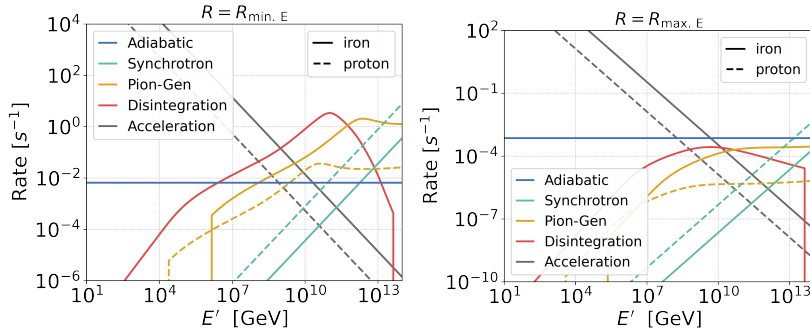 R = R_min. E
10^4
10^2
10^0
10^−2
10^−4
10^−6
Rate [s^−1]
Adiabatic
Synchrotron
Pion-Gen
Disintegration
Acceleration
iron
proton
10^1 10^4 10^7 10^10 10^13
E′ [GeV]
R = R_max. E
10^2
10^−1
10^−4
10^−7
10^−10
Rate [s^−1]
iron
proton
Adiabatic
Synchrotron
Pion-Gen
Disintegration
Acceleration
10^1 10^4 10^7 10^10 10^13
E′ [GeV]